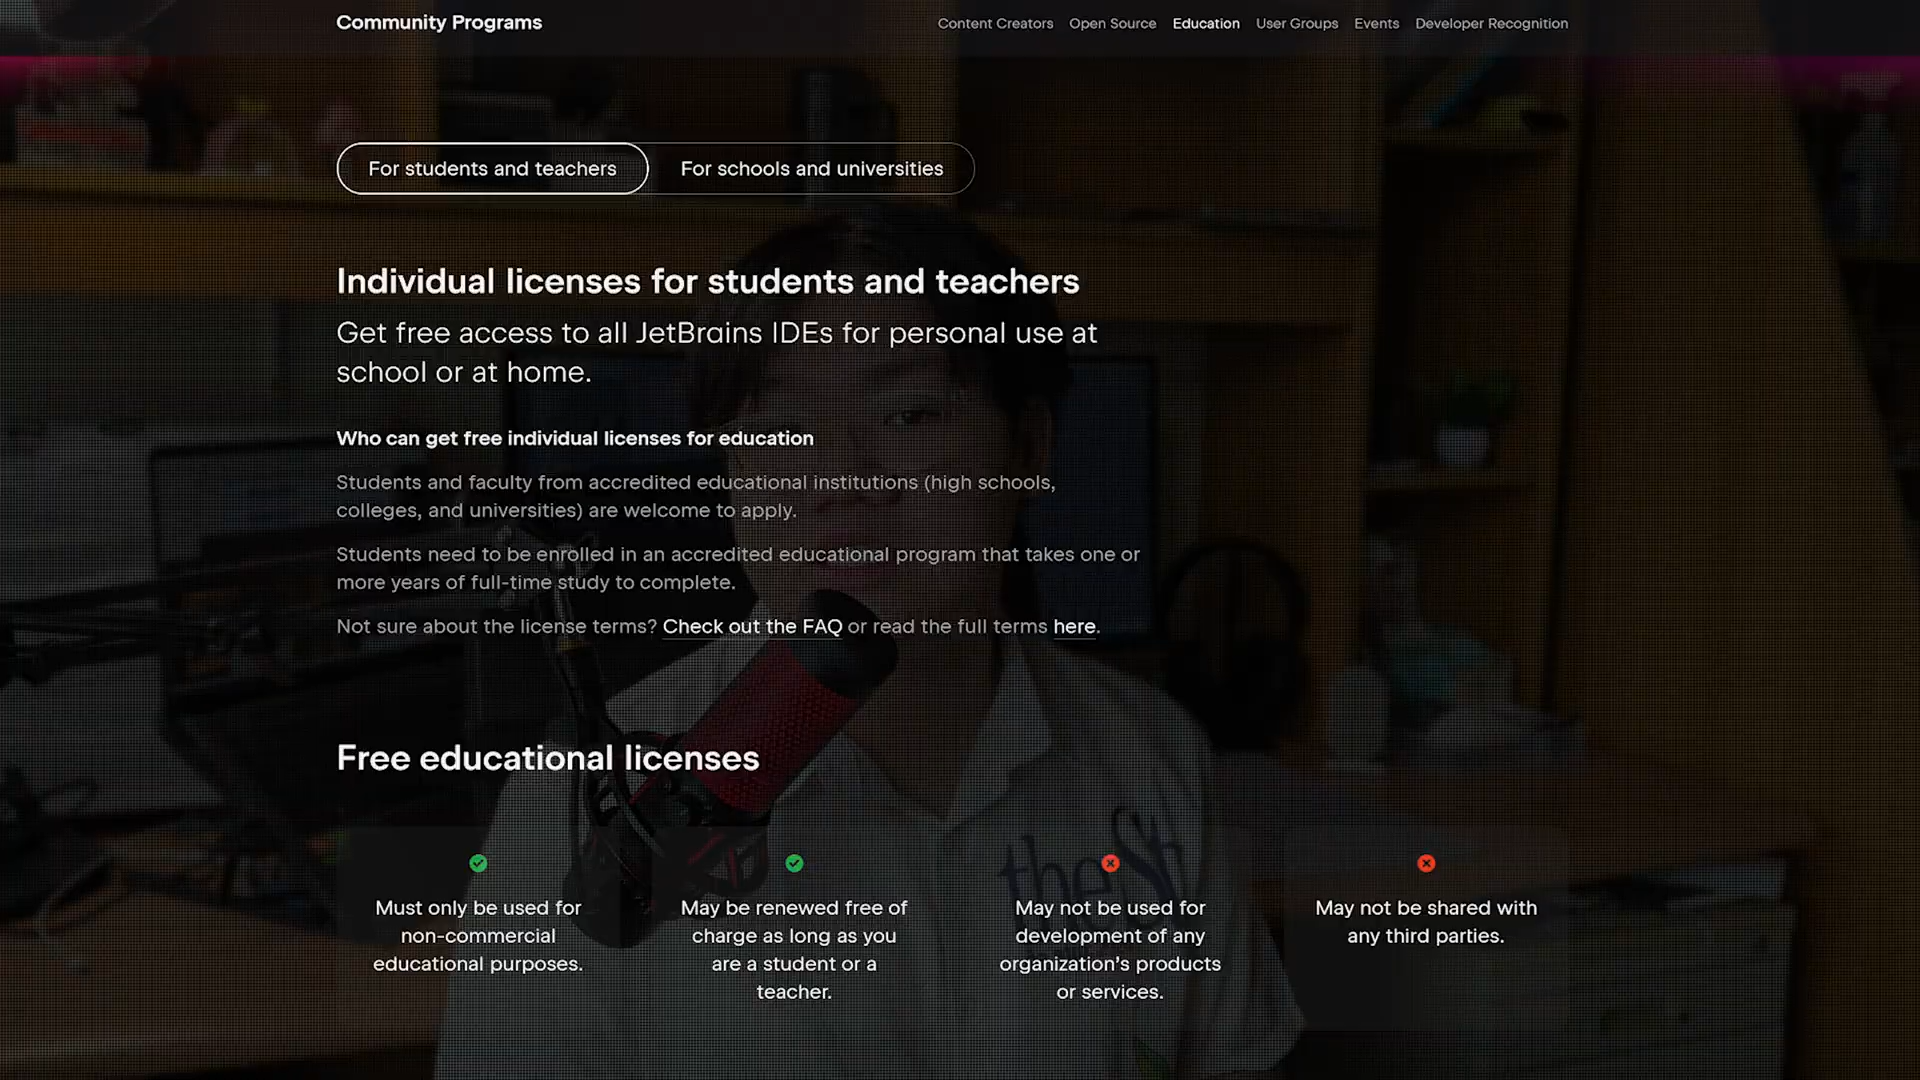 Community Programs
Content Creators Open Source Education User Groups Events Developer Recognition
For students and teachers For schools and universities
Individual licenses for students and teachers
Get free access to all JetBrains IDEs for personal use at
school or at home.
Who can get free individual licenses for education
Students and faculty from accredited educational institutions (high schools,
colleges, and universities) are welcome to apply.
Students need to be enrolled in an accredited educational program that takes one or
more years of full-time study to complete.
Not sure about the license terms? Check out the FAQ or read the full terms here.
Free educational licenses
Must only be used for
non-commercial
educational purposes.
May be renewed free of
charge as long as you
are a student or a
teacher.
May not be used for
development of any
organization's products
or services.
May not be shared with
any third parties.
the